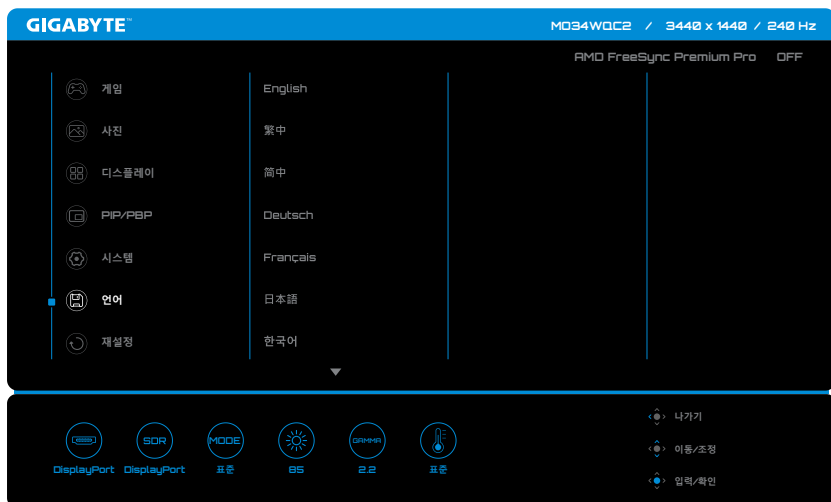 GIGABYTE™
MO34WQC2 / 3440 x 1440 / 240 Hz
AMD FreeSync Premium Pro OFF
게임
사진
디스플레이
PIP/PBP
시스템
언어
재설정
English
繁中
简中
Deutsch
Français
日本語
한국어
DisplayPort
SDR
DisplayPort
MODE
표준
85
GAMMA
2.2
표준
나가기
이동/조정
입력/확인